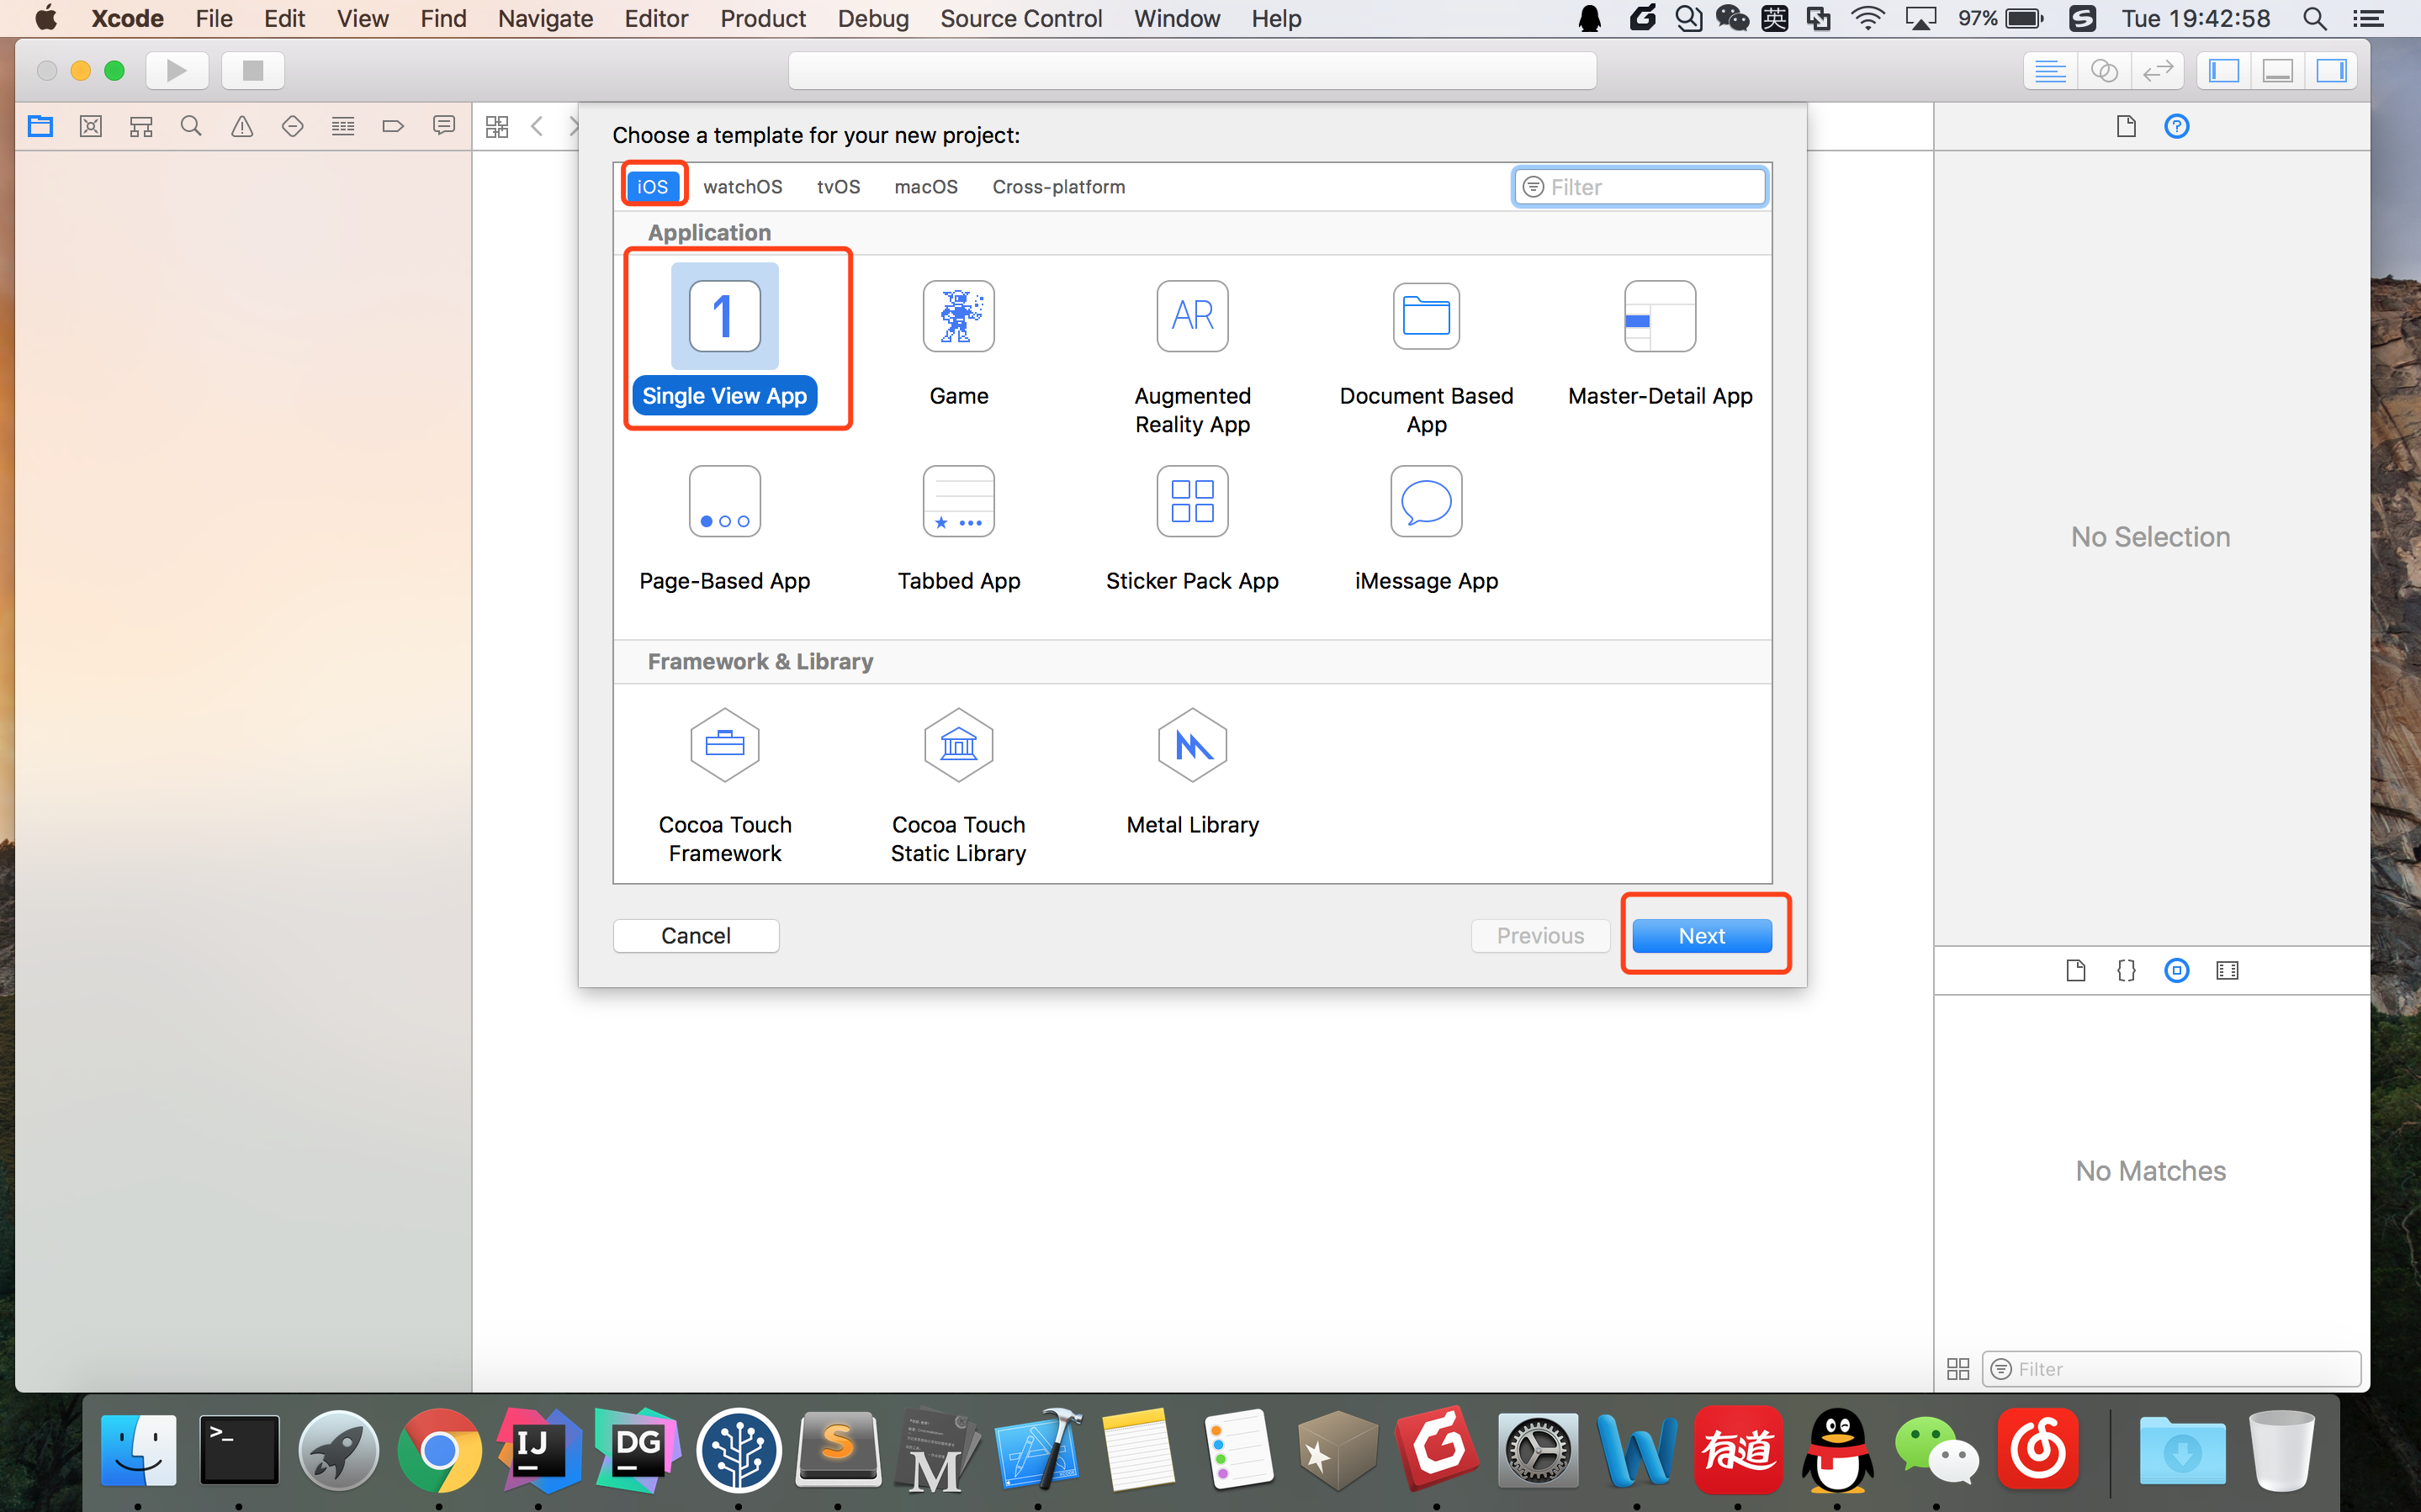 Xcode File Edit View Find Navigate Editor Product Debug Source Control Window Help 英 97% S Tue 19:42:58
Choose a template for your new project:
iOS watchOS tvOS macOS Cross-platform Filter
Application
1 AR
Single View App Game Augmented Reality App Document Based App Master-Detail App
Page-Based App Tabbed App Sticker Pack App iMessage App
No Selection
Framework & Library
Cocoa Touch Framework Cocoa Touch Static Library Metal Library
Cancel Previous Next
{}
No Matches
Filter
>_ IJ DG S M W 有道